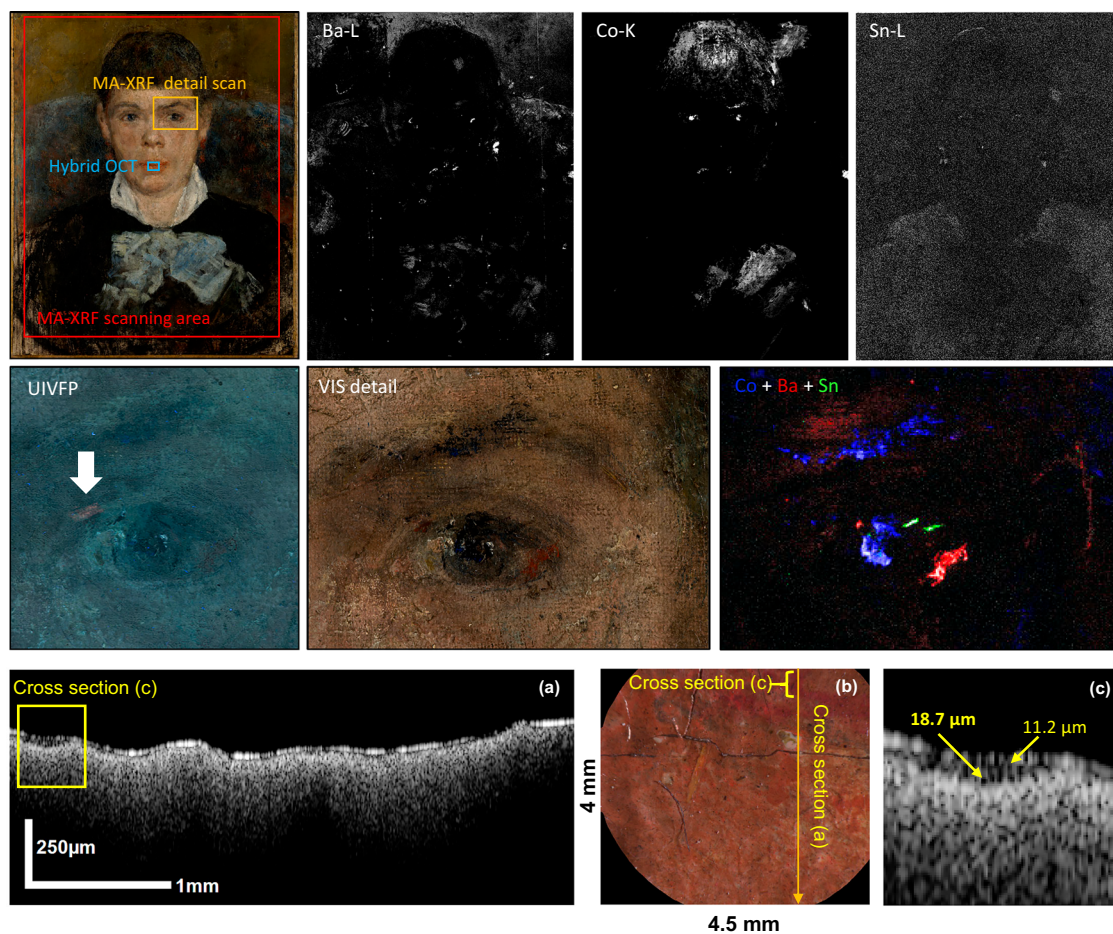 Ba-L
Co-K
Sn-L
MA-XRF detail scan
Hybrid OCT
MA-XRF scanning area
UIVFP
VIS detail
Co + Ba + Sn
Cross section (c)
(a)
250µm
1mm
Cross section (c)
(b)
Cross section (a)
4 mm
4.5 mm
(c)
18.7 µm
11.2 µm